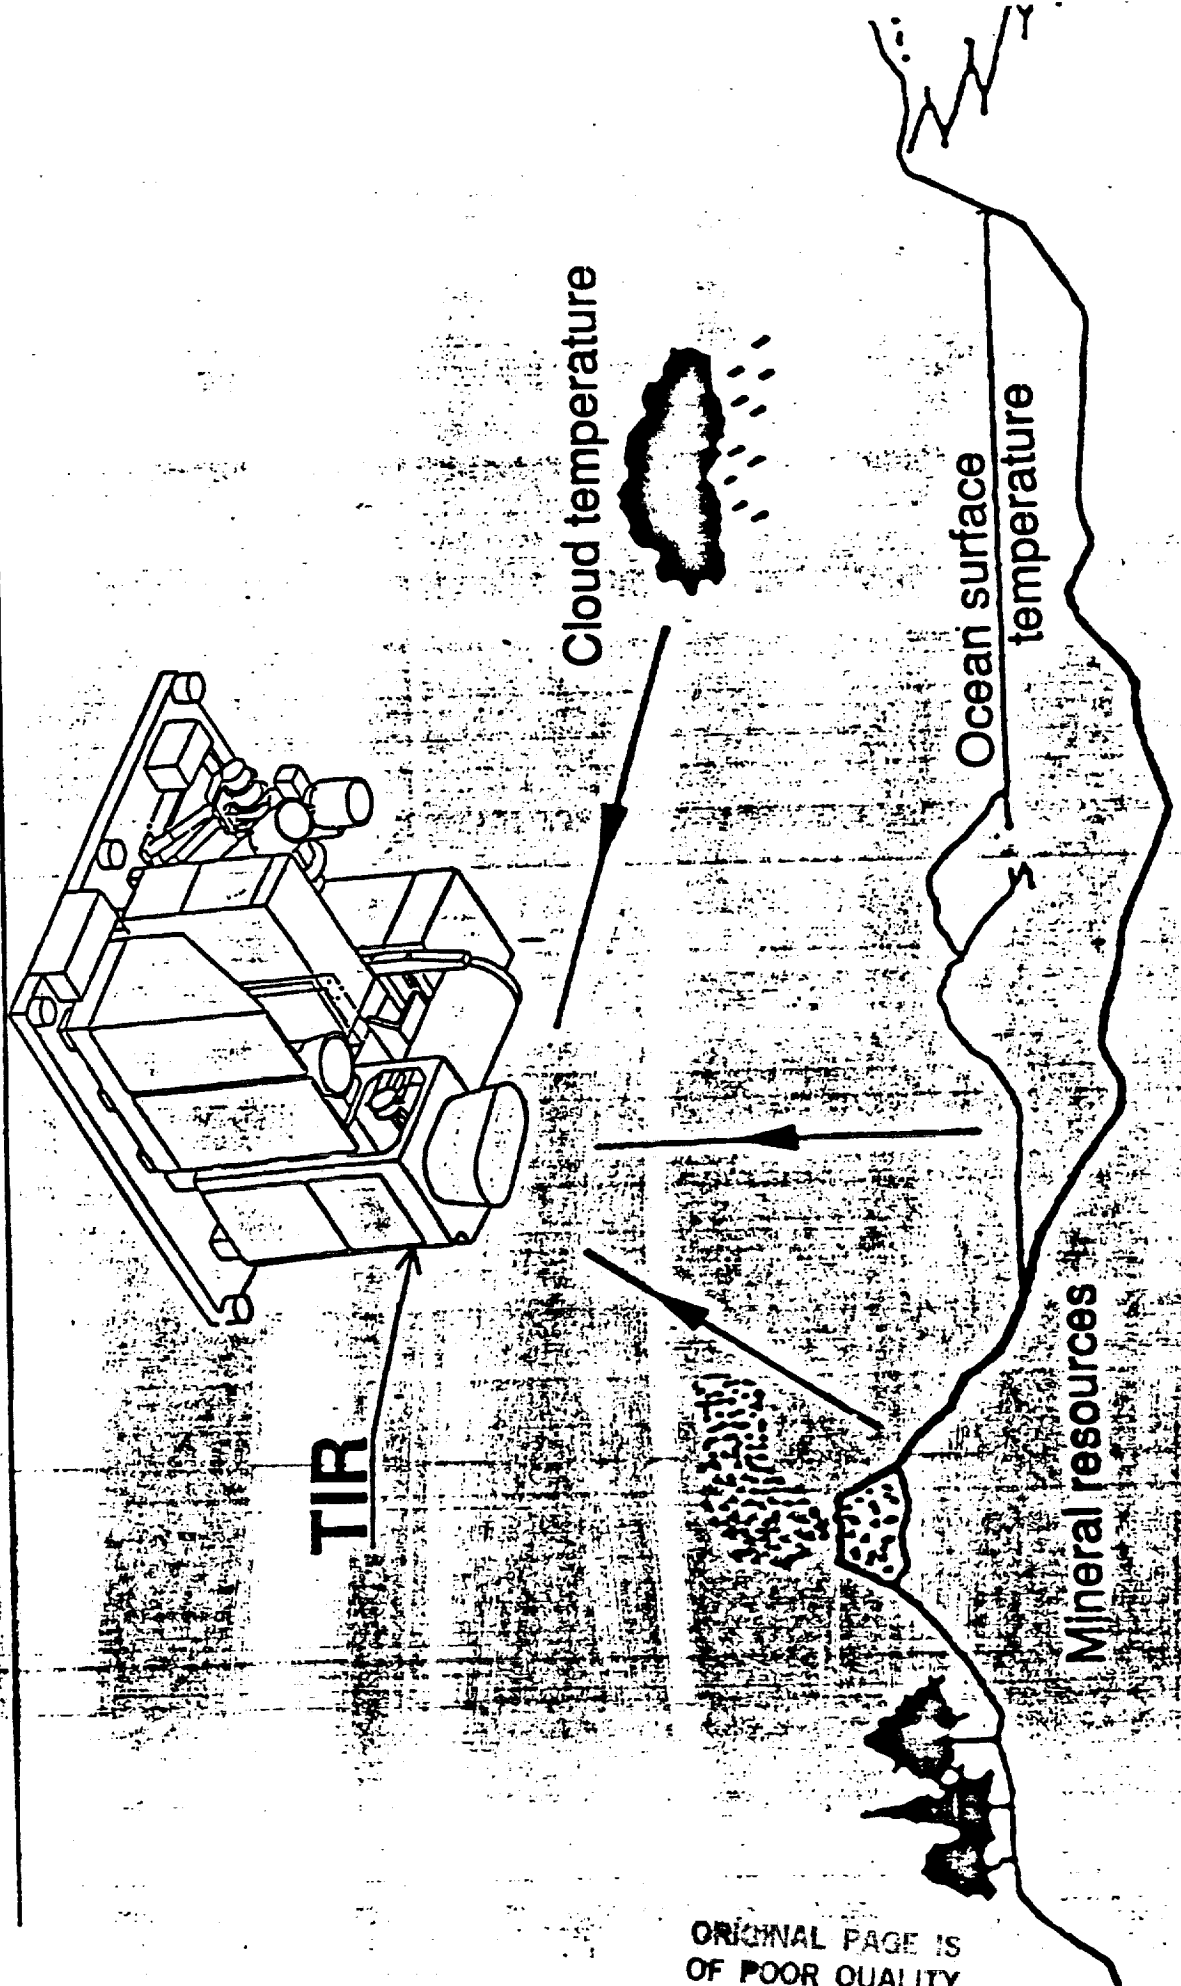 TIR
Cloud temperature
Ocean surface
temperature
Mineral resources
ORIGINAL PAGE IS
OF POOR QUALITY